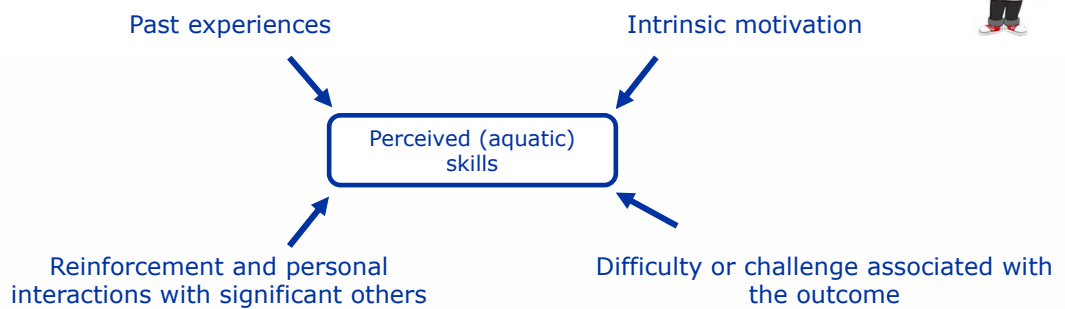 Past experiences
Intrinsic motivation
Perceived (aquatic)
skills
Reinforcement and personal
interactions with significant others
Difficulty or challenge associated with
the outcome